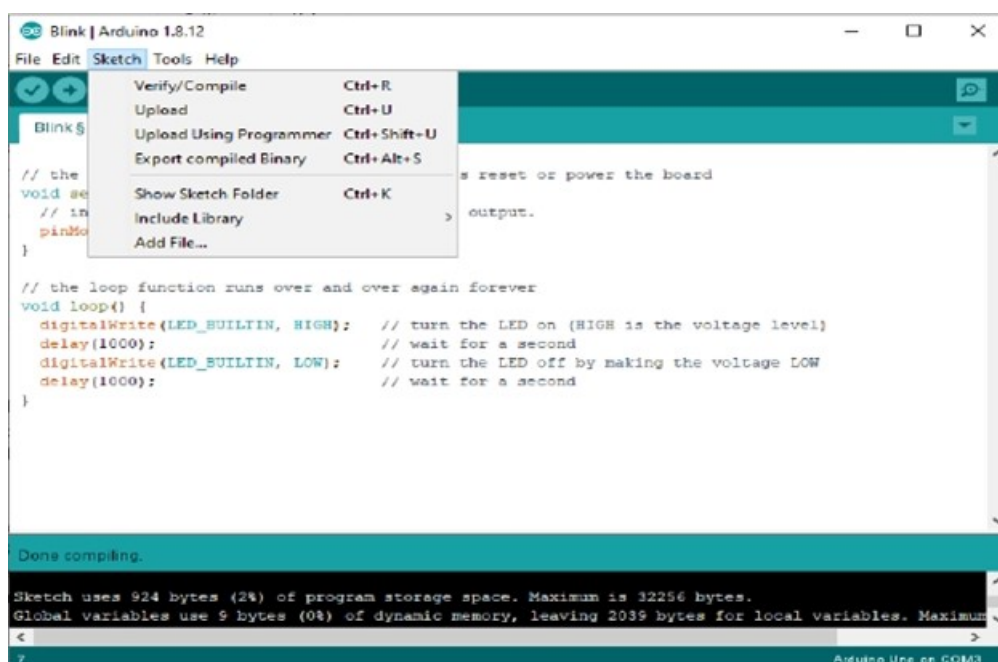 Blink | Arduino 1.8.12
File Edit Sketch Tools Help
Verify/Compile Ctrl+R
Upload Ctrl+U
Blink §
Upload Using Programmer Ctrl+Shift+U
Export compiled Binary Ctrl+Alt+S
Show Sketch Folder Ctrl+K
Include Library >
Add File...
// the s reset or power the board
void se
// in output.
pinMo
}
// the loop function runs over and over again forever
void loop() {
digitalWrite(LED_BUILTIN, HIGH); // turn the LED on (HIGH is the voltage level)
delay(1000); // wait for a second
digitalWrite(LED_BUILTIN, LOW); // turn the LED off by making the voltage LOW
delay(1000); // wait for a second
}
Done compiling.
Sketch uses 924 bytes (2%) of program storage space. Maximum is 32256 bytes.
Global variables use 9 bytes (0%) of dynamic memory, leaving 2039 bytes for local variables. Maximum
7 Arduino Uno on COM3